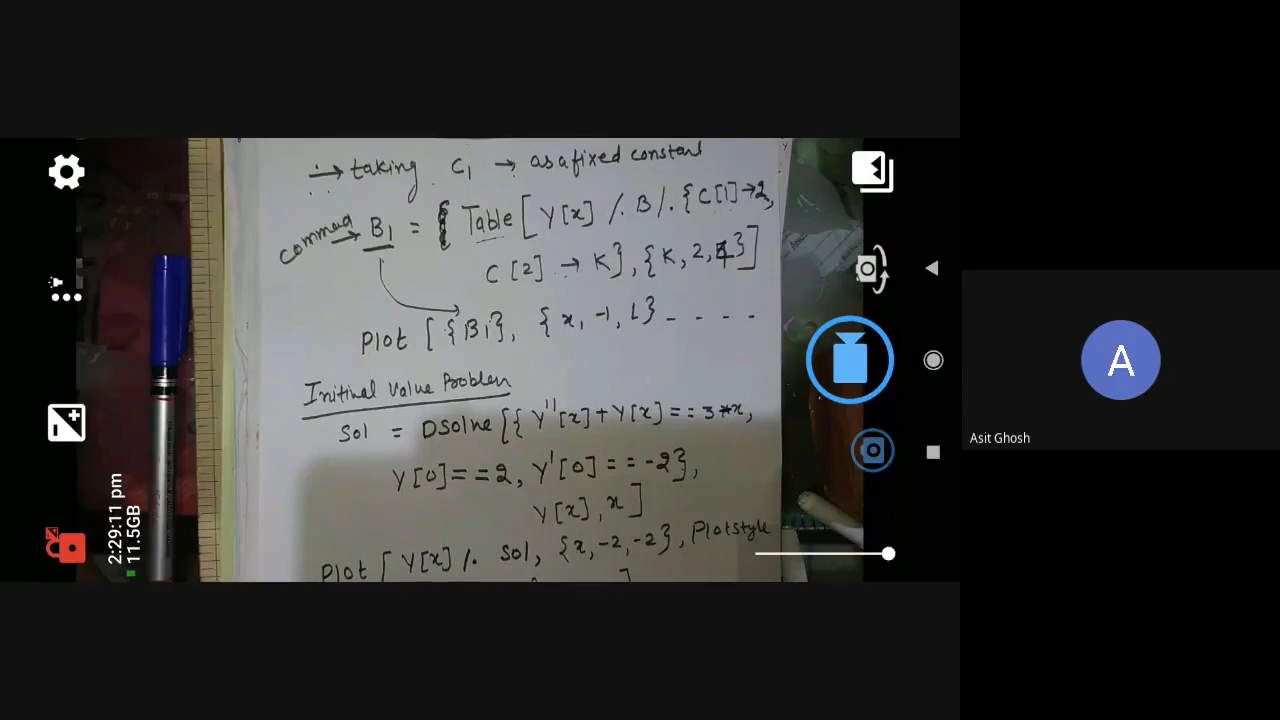 taking C1 → as a fixed constant
command → B1 = { Table [ Y[x] /. B /. {C[1]→2,
C[2] → K}, {K, 2, 4}]
Plot [ {B1}, { x, -1, 1} - - - -
Initinal Value Problem
Sol = DSolve [{ Y''[x] + Y[x] == 3*x,
Y[0] == 2, Y'[0] == -2},
Y[x], x ]
Plot [ Y[x] /. Sol, {x, -2, -2}, Plotstyle
2:29:11 pm
11.5GB
A
Asit Ghosh